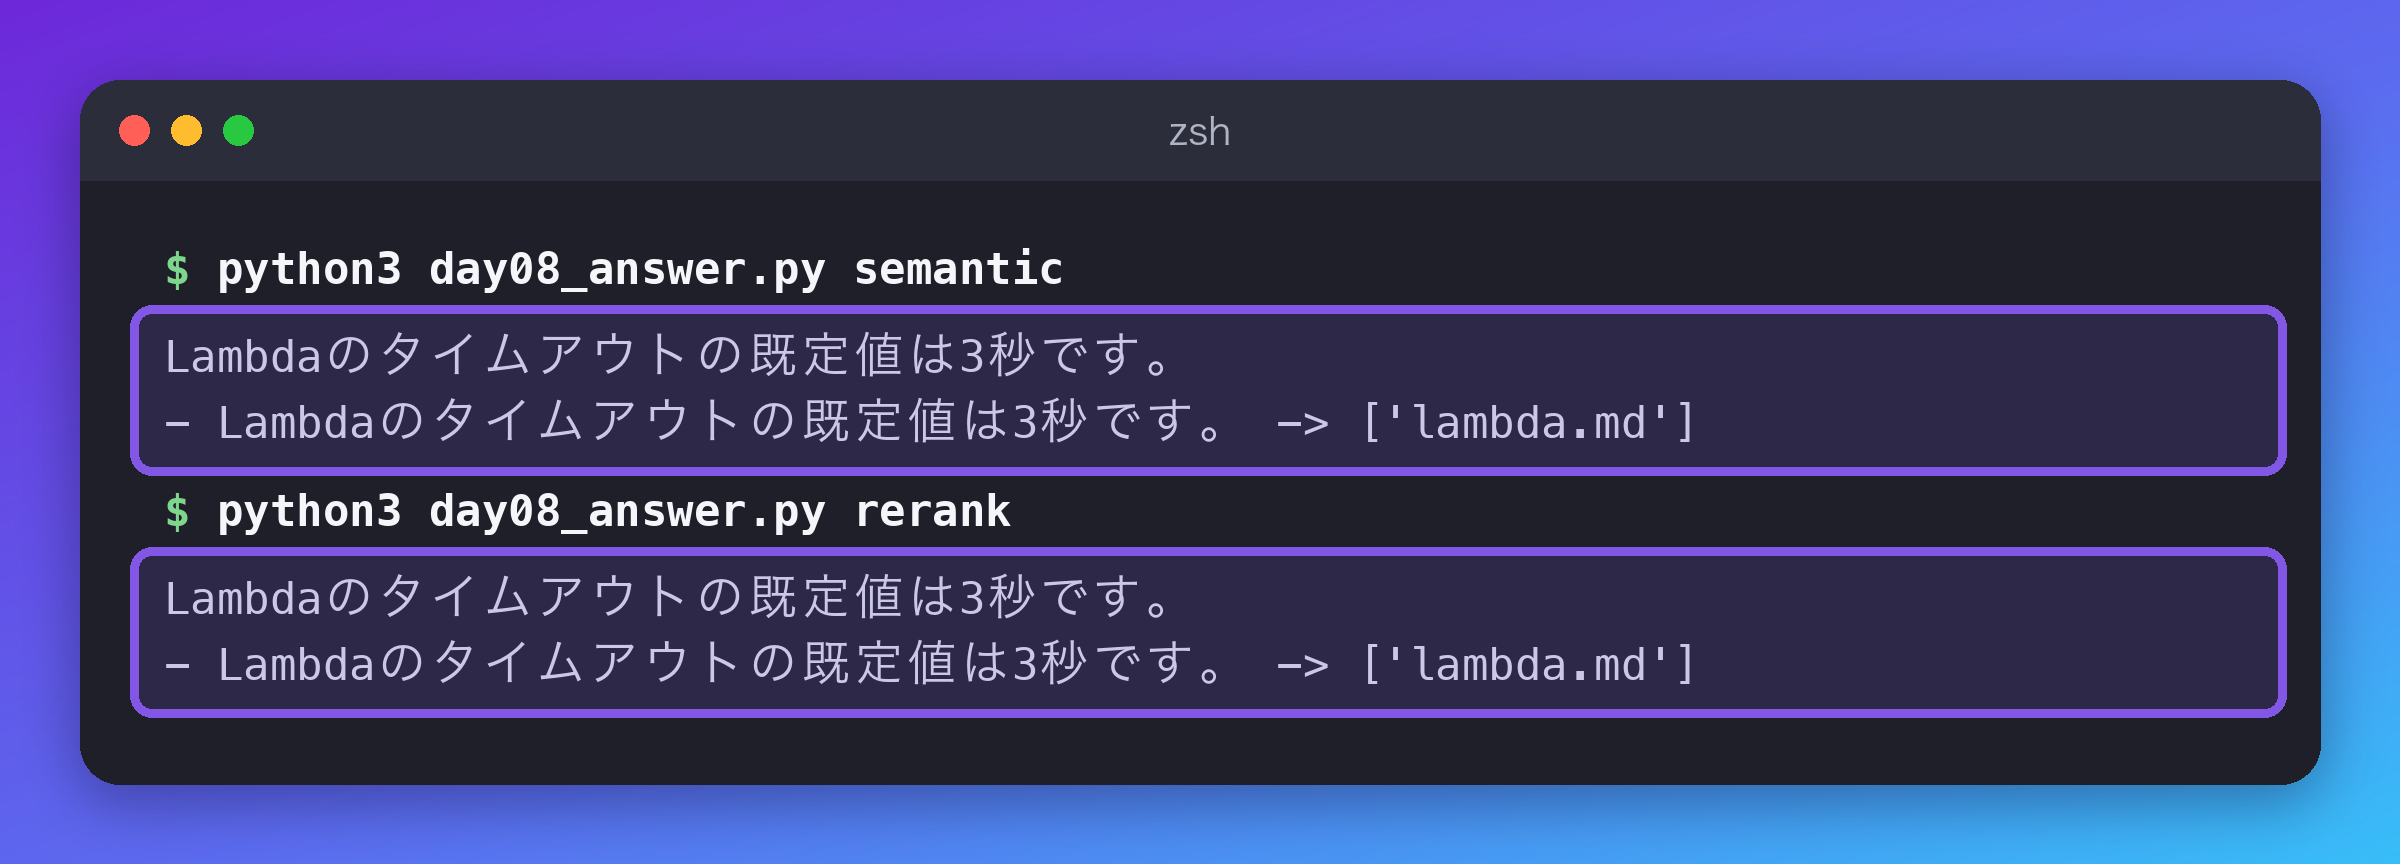 zsh
$ python3 day08_answer.py semantic
Lambdaのタイムアウトの既定値は3秒です。
- Lambdaのタイムアウトの既定値は3秒です。 -> ['lambda.md']
$ python3 day08_answer.py rerank
Lambdaのタイムアウトの既定値は3秒です。
- Lambdaのタイムアウトの既定値は3秒です。 -> ['lambda.md']